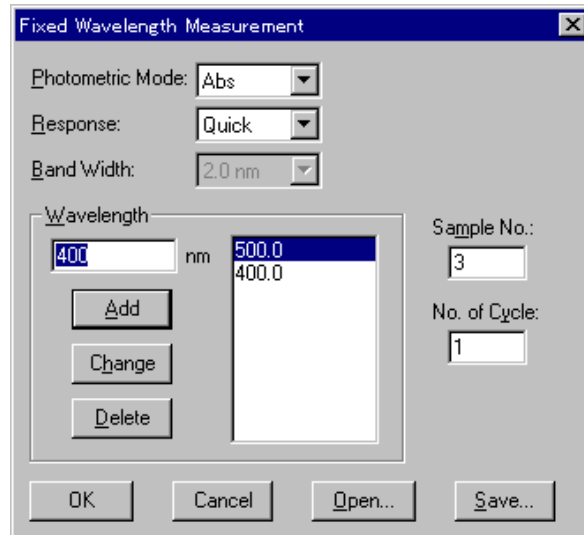 Fixed Wavelength Measurement
Photometric Mode: Abs
Response: Quick
Band Width: 2.0 nm
Wavelength
400 nm
500.0
400.0
Add
Change
Delete
Sample No.:
3
No. of Cycle:
1
OK Cancel Open... Save...